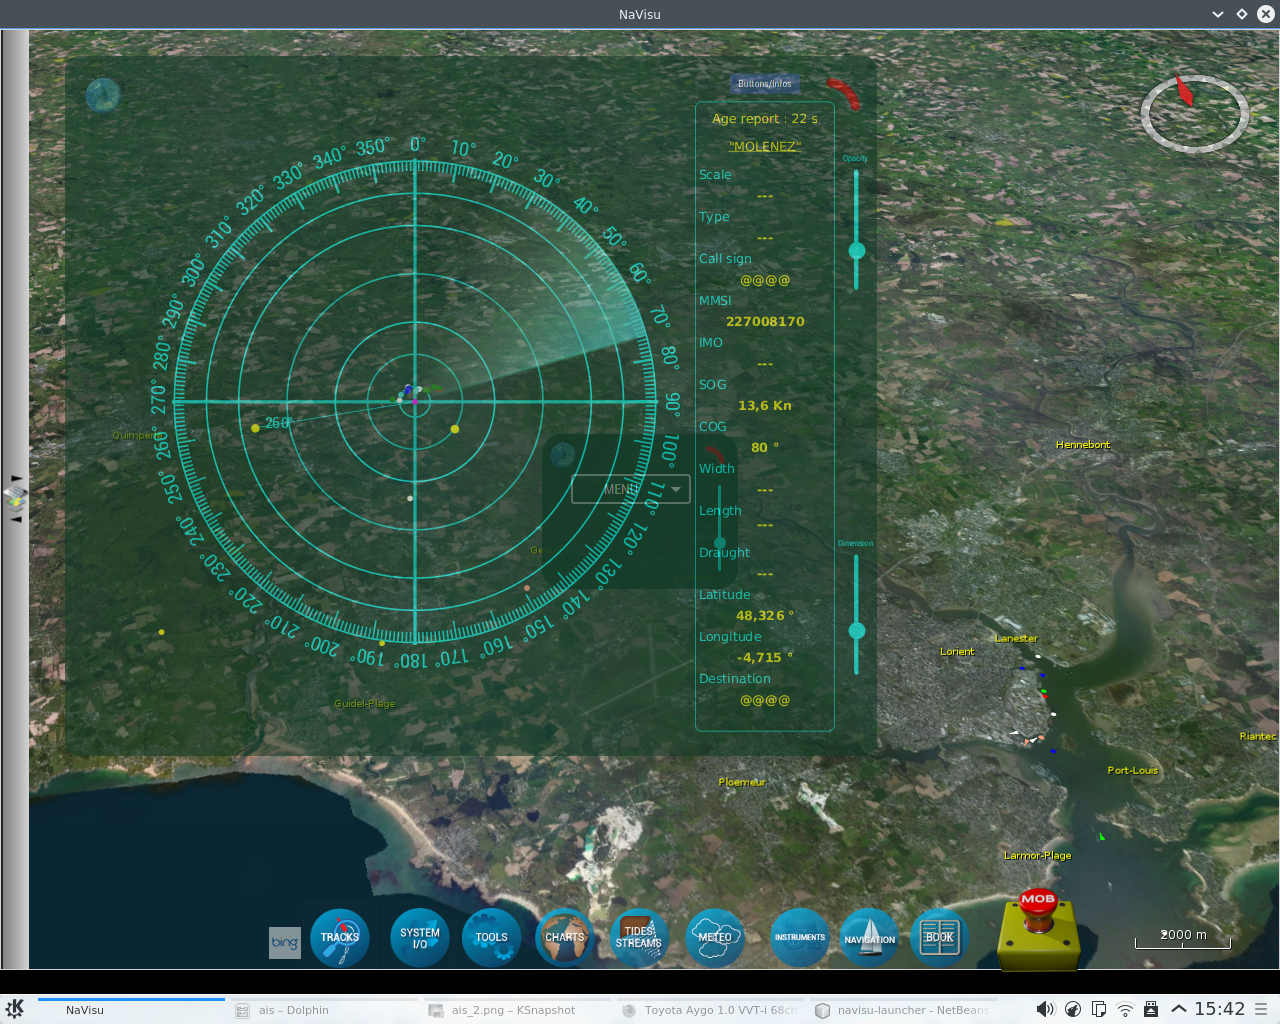 NaVisu
Buttons/Infos
Age report : 22 s
"MOLENEZ"
Scale
---
Type
---
Call sign
@@@@
MMSI
227008170
IMO
---
SOG
13,6 Kn
COG
80 °
Width
---
Length
---
Draught
---
Latitude
48,326 °
Longitude
-4,715 °
Destination
@@@@
Opacity
Dimension
0°
10°
20°
30°
40°
50°
60°
70°
80°
90°
100°
110°
120°
130°
140°
150°
160°
170°
180°
190°
200°
210°
220°
230°
240°
250°
260°
270°
280°
290°
300°
310°
320°
330°
340°
350°
260°
MENU
Quimper
Guidel-Plage
Hennebont
Lanester
Lorient
Riantec
Port-Louis
Ploemeur
Larmor-Plage
bing
TRACKS
SYSTEM
I/O
TOOLS
CHARTS
TIDES
STREAMS
METEO
INSTRUMENTS
NAVIGATION
BOOK
MOB
2000 m
NaVisu
ais – Dolphin
ais_2.png – KSnapshot
Toyota Aygo 1.0 VVT-i 68ch
navisu-launcher - NetBeans
15:42